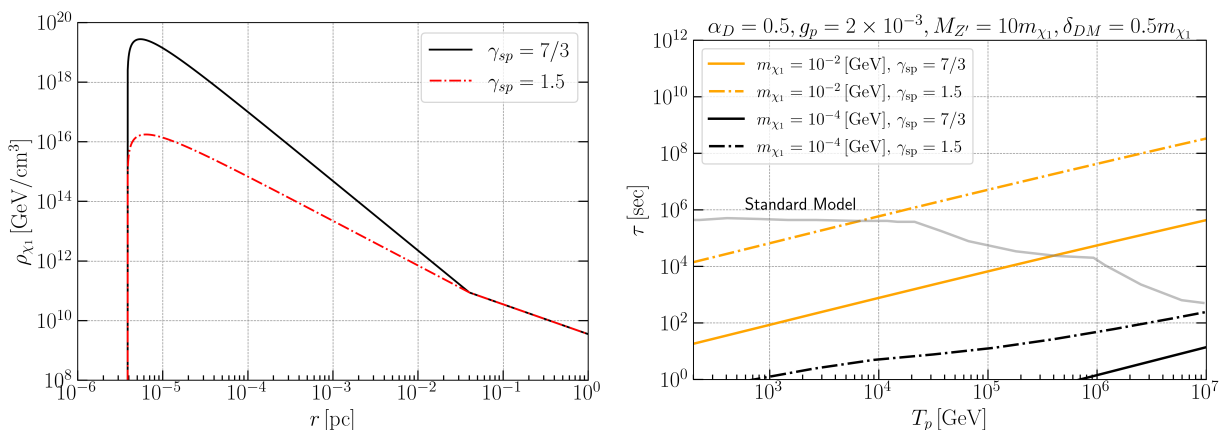 10^20
10^18
10^16
10^14
10^12
10^10
10^8
ρ_χ₁ [GeV/cm³]
γ_sp = 7/3
γ_sp = 1.5
10^−6
10^−5
10^−4
10^−3
10^−2
10^−1
10^0
r [pc]
α_D = 0.5, g_p = 2 × 10^−3, M_Z′ = 10m_χ₁, δ_DM = 0.5m_χ₁
10^12
10^10
10^8
10^6
10^4
10^2
10^0
τ [sec]
m_χ₁ = 10^−2 [GeV], γ_sp = 7/3
m_χ₁ = 10^−2 [GeV], γ_sp = 1.5
m_χ₁ = 10^−4 [GeV], γ_sp = 7/3
m_χ₁ = 10^−4 [GeV], γ_sp = 1.5
Standard Model
10^3
10^4
10^5
10^6
10^7
T_p [GeV]